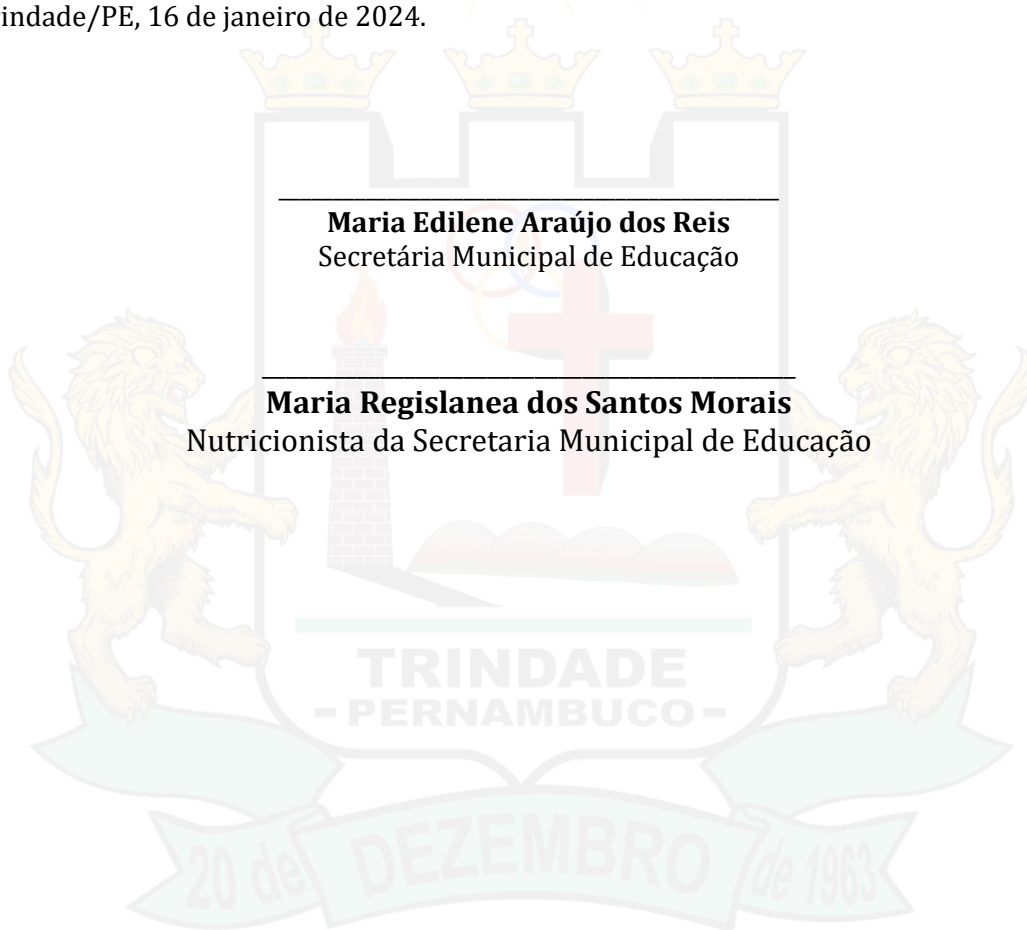 rindade/PE, 16 de janeiro de 2024.
Maria Edilene Araújo dos Reis
Secretária Municipal de Educação
Maria Regislanea dos Santos Morais
Nutricionista da Secretaria Municipal de Educação
TRINDADE
- PERNAMBUCO -
20 de DEZEMBRO de 1963